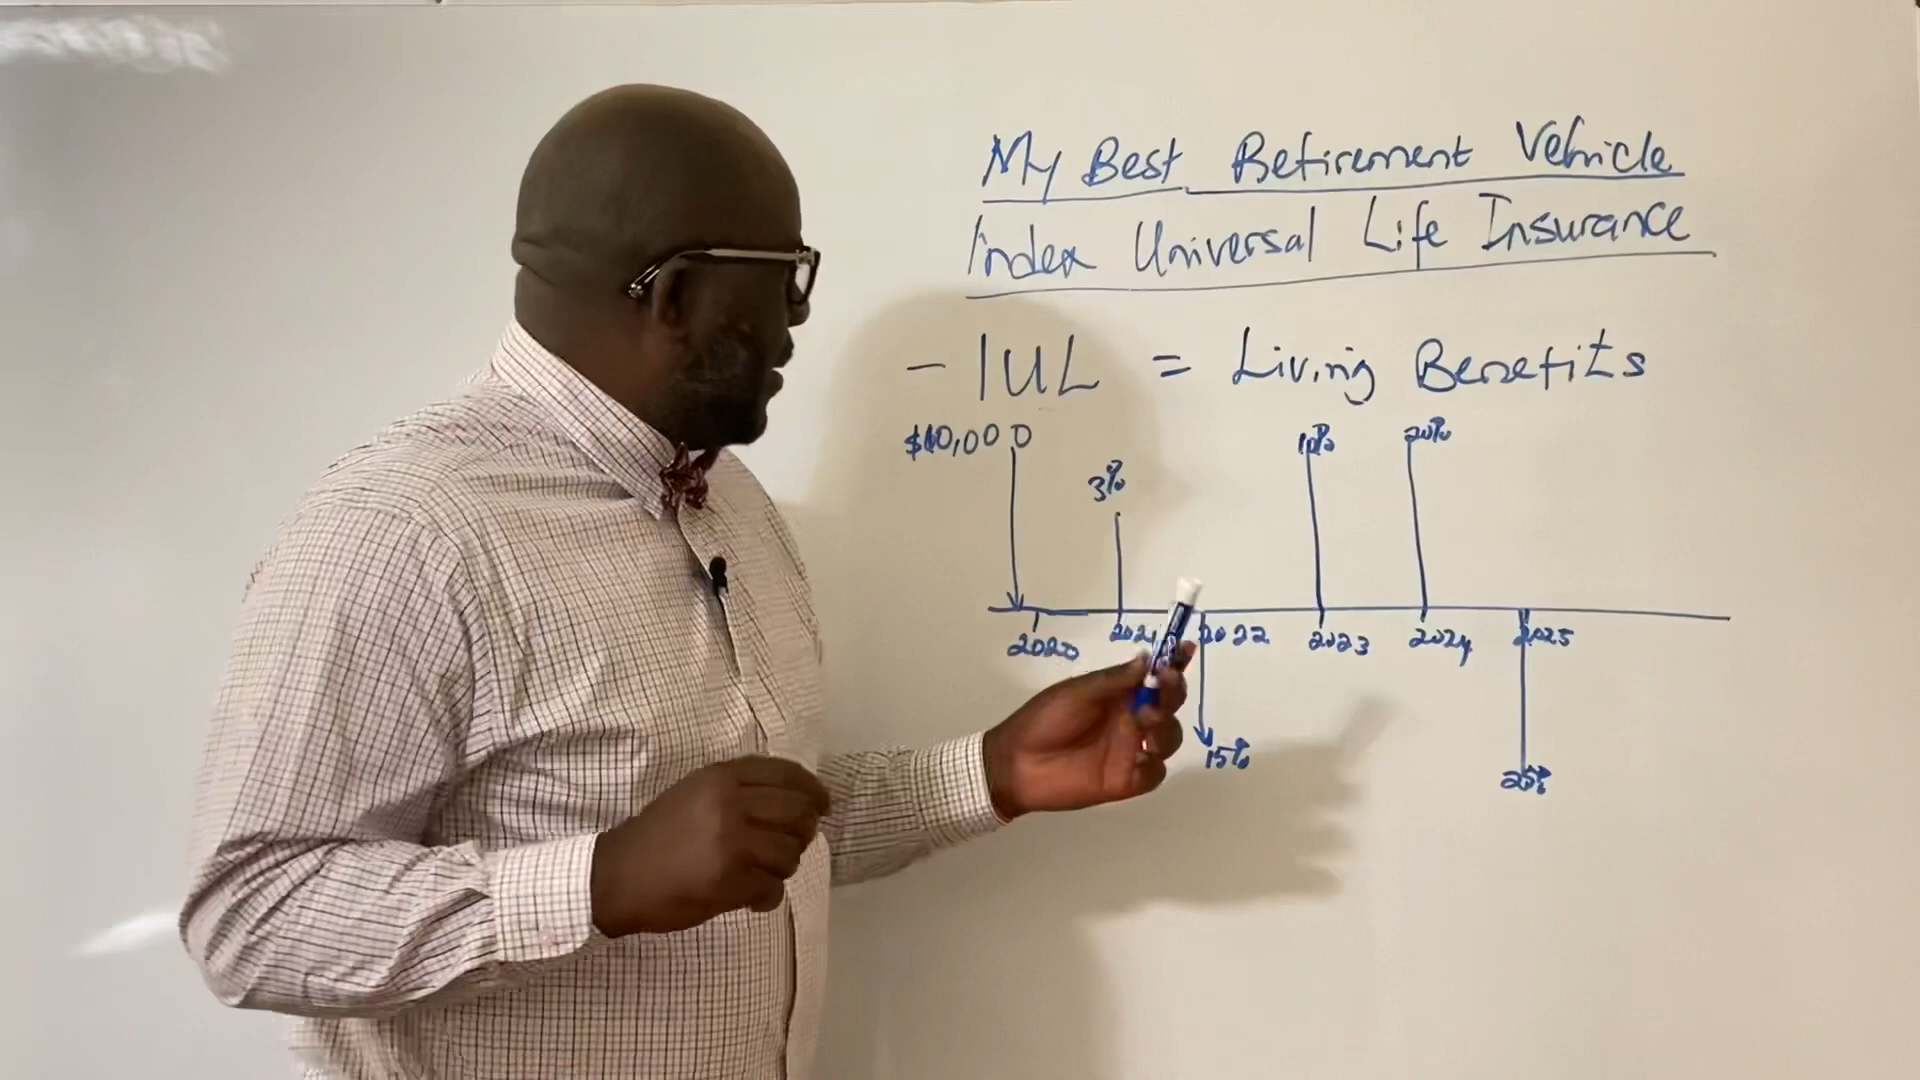 My Best Retirement Vehicle
Index Universal Life Insurance
- IUL = Living Benefits
$10,000
3%
10%
20%
2020 2021 2022 2023 2024 2025
15%
25%